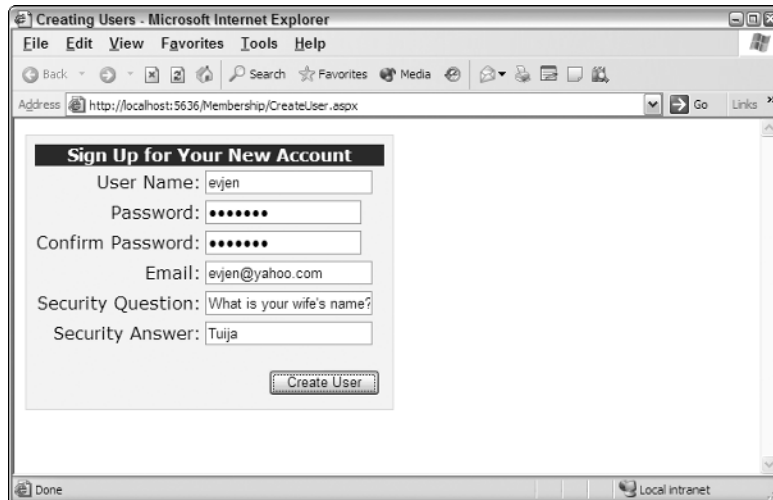 Creating Users - Microsoft Internet Explorer
File Edit View Favorites Tools Help
Back Search Favorites Media
Address http://localhost:5636/Membership/CreateUser.aspx Go Links »
Sign Up for Your New Account
User Name: evjen
Password: •••••••
Confirm Password: •••••••
Email: evjen@yahoo.com
Security Question: What is your wife's name?
Security Answer: Tuija
Create User
Done Local intranet